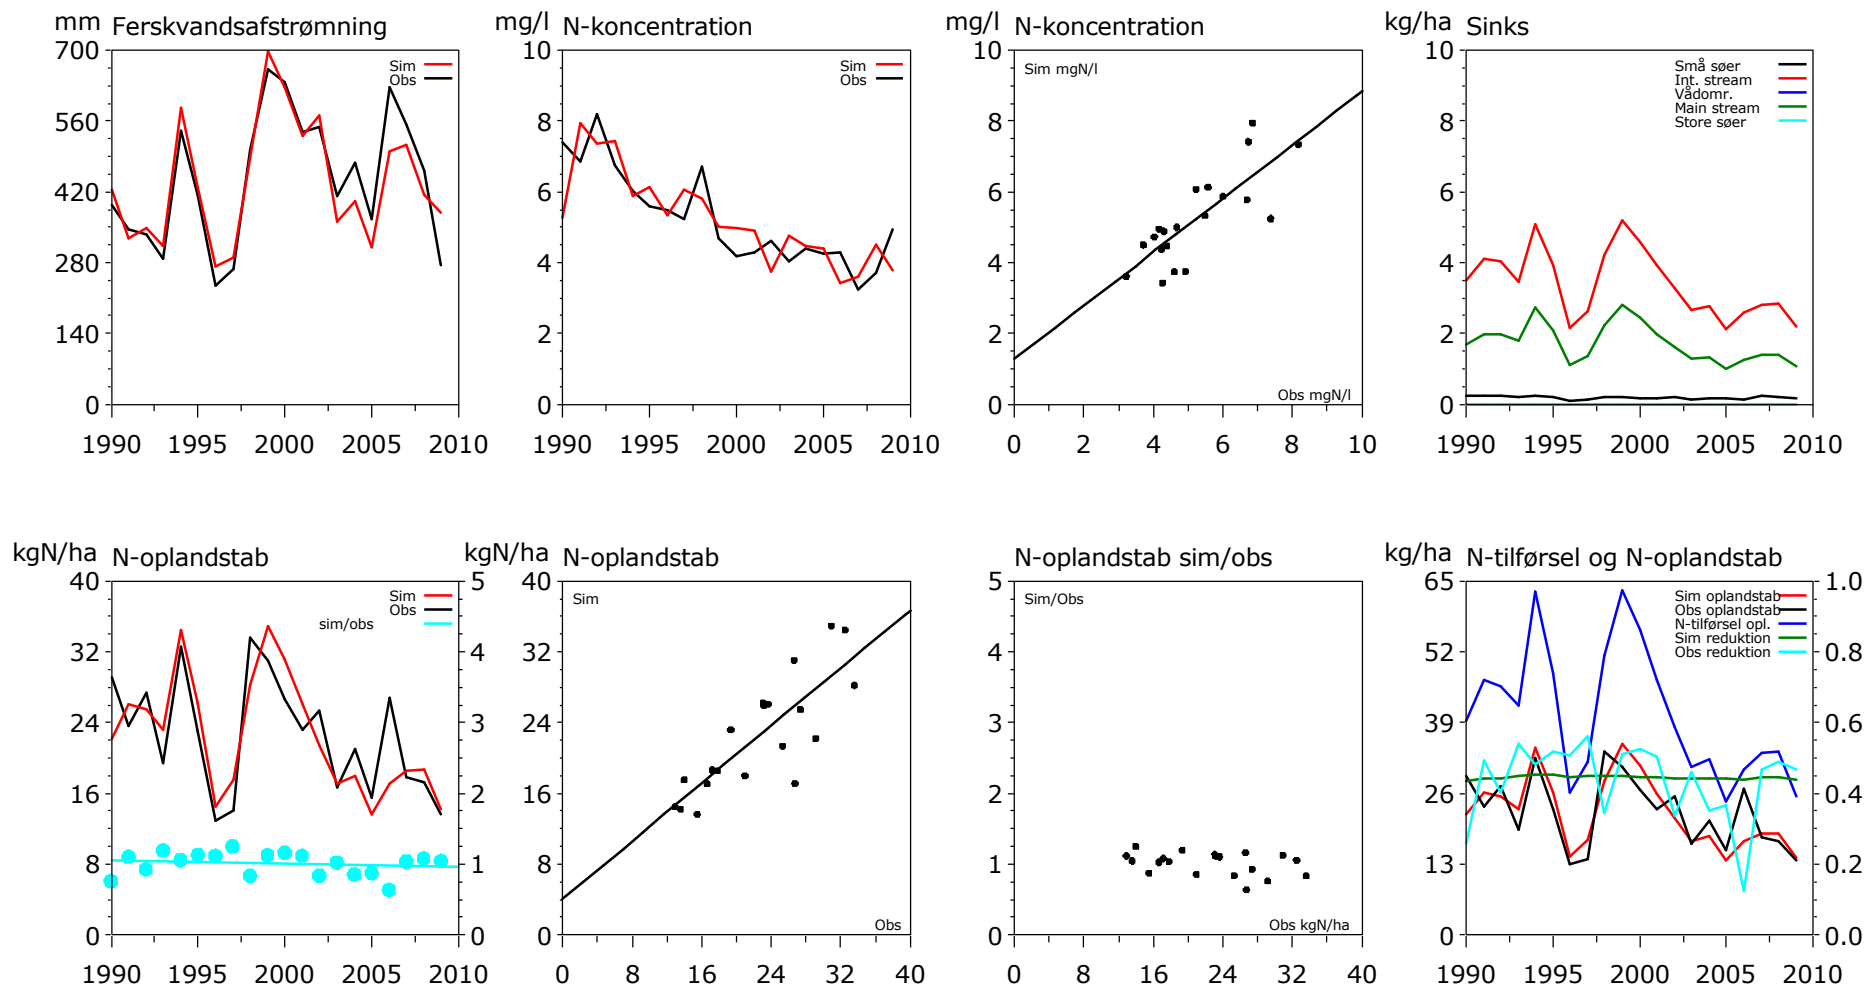 mm Ferskvandsafstrømning
700
560
420
280
140
0
Sim
Obs
1990 1995 2000 2005 2010
mg/l N-koncentration
10
8
6
4
2
0
Sim
Obs
1990 1995 2000 2005 2010
mg/l N-koncentration
10
8
6
4
2
0
Sim mgN/l
Obs mgN/l
0 2 4 6 8 10
kg/ha Sinks
10
8
6
4
2
0
Små søer
Int. stream
Vådomr.
Main stream
Store søer
1990 1995 2000 2005 2010
kgN/ha N-oplandstab
40
32
24
16
8
0
Sim
Obs
sim/obs
5
4
3
2
1
0
1990 1995 2000 2005 2010
kgN/ha N-oplandstab
40
32
24
16
8
0
Sim
Obs
0 8 16 24 32 40
N-oplandstab sim/obs
5
4
3
2
1
0
Sim/Obs
Obs kgN/ha
0 8 16 24 32 40
kg/ha N-tilførsel og N-oplandstab
65
52
39
26
13
0
Sim oplandstab
Obs oplandstab
N-tilførsel opl.
Sim reduktion
Obs reduktion
1.0
0.8
0.6
0.4
0.2
0.0
1990 1995 2000 2005 2010